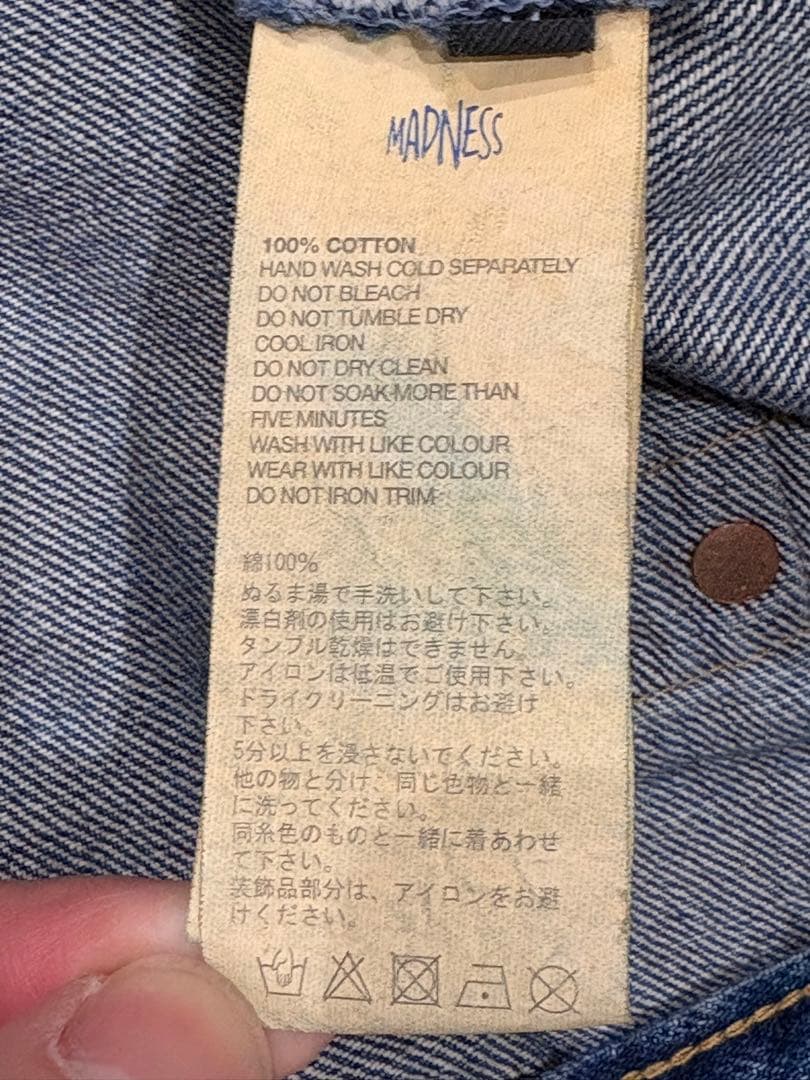 MADNESS
100% COTTON
HAND WASH COLD SEPARATELY
DO NOT BLEACH
DO NOT TUMBLE DRY
COOL IRON
DO NOT DRY CLEAN
DO NOT SOAK MORE THAN
FIVE MINUTES
WASH WITH LIKE COLOUR
WEAR WITH LIKE COLOUR
DO NOT IRON TRIM
綿100%
ぬるま湯で手洗いして下さい。
漂白剤の使用はお避け下さい。
タンブル乾燥はできません。
アイロンは低温でご使用下さい。
ドライクリーニングはお避け
下さい。
5分以上を浸さないでください。
他の物と分け、同じ色物と一緒
に洗ってください。
同糸色のものと一緒に着あわせ
て下さい。
装飾品部分は、アイロンをお避
けください。